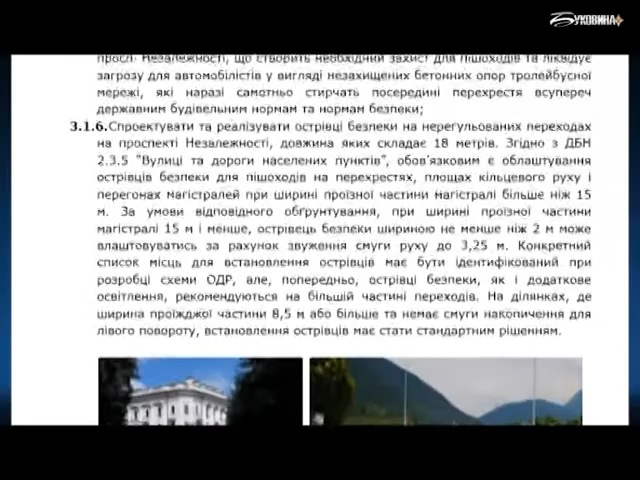 БУКОВИНА+
просп. Незалежності, що створить необхідний захист для пішоходів та ліквідує
загрозу для автомобілістів у вигляді незахищених бетонних опор тролейбусної
мережі, які наразі самотньо стирчать посередині перехрестя всупереч
державним будівельним нормам та нормам безпеки;
3.1.6.Спроектувати та реалізувати острівці безпеки на нерегульованих переходах
на проспекті Незалежності, довжина яких складає 18 метрів. Згідно з ДБН
2.3.5 "Вулиці та дороги населених пунктів", обов'язковим є облаштування
острівців безпеки для пішоходів на перехрестях, площах кільцевого руху і
перегонах магістралей при ширині проїзної частини магістралі більше ніж 15
м. За умови відповідного обґрунтування, при ширині проїзної частини
магістралі 15 м і менше, острівець безпеки шириною не менше ніж 2 м може
влаштовуватись за рахунок звуження смуги руху до 3,25 м. Конкретний
список місць для встановлення острівців має бути ідентифікований при
розробці схеми ОДР, але, попередньо, острівці безпеки, як і додаткове
освітлення, рекомендуються на більшій частині переходів. На ділянках, де
ширина проїжджої частини 8,5 м або більше та немає смуги накопичення для
лівого повороту, встановлення острівців має стати стандартним рішенням.